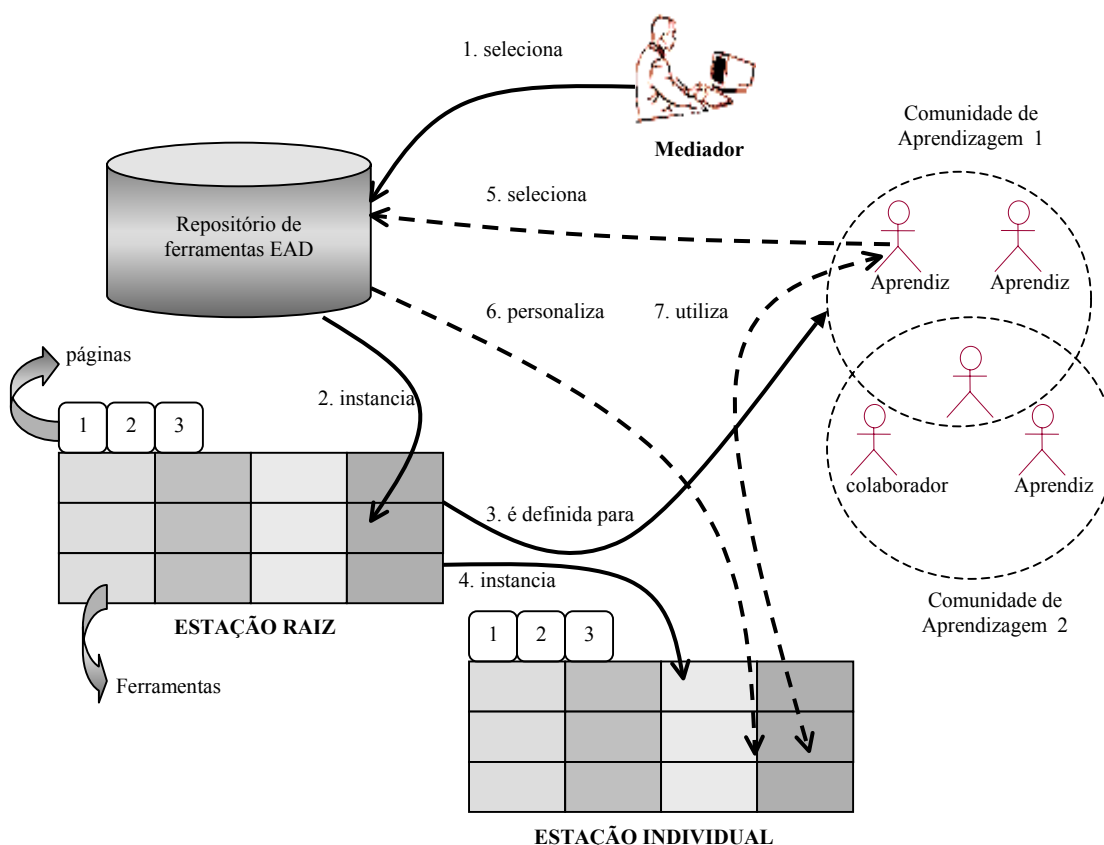 1. seleciona
Mediador
Comunidade de
Aprendizagem 1
5. seleciona
Repositório de
ferramentas EAD
Aprendiz
Aprendiz
6. personaliza
7. utiliza
páginas
2. instancia
1
2
3
colaborador
Aprendiz
3. é definida para
4. instancia
Comunidade de
Aprendizagem 2
ESTAÇÃO RAIZ
1
2
3
Ferramentas
ESTAÇÃO INDIVIDUAL